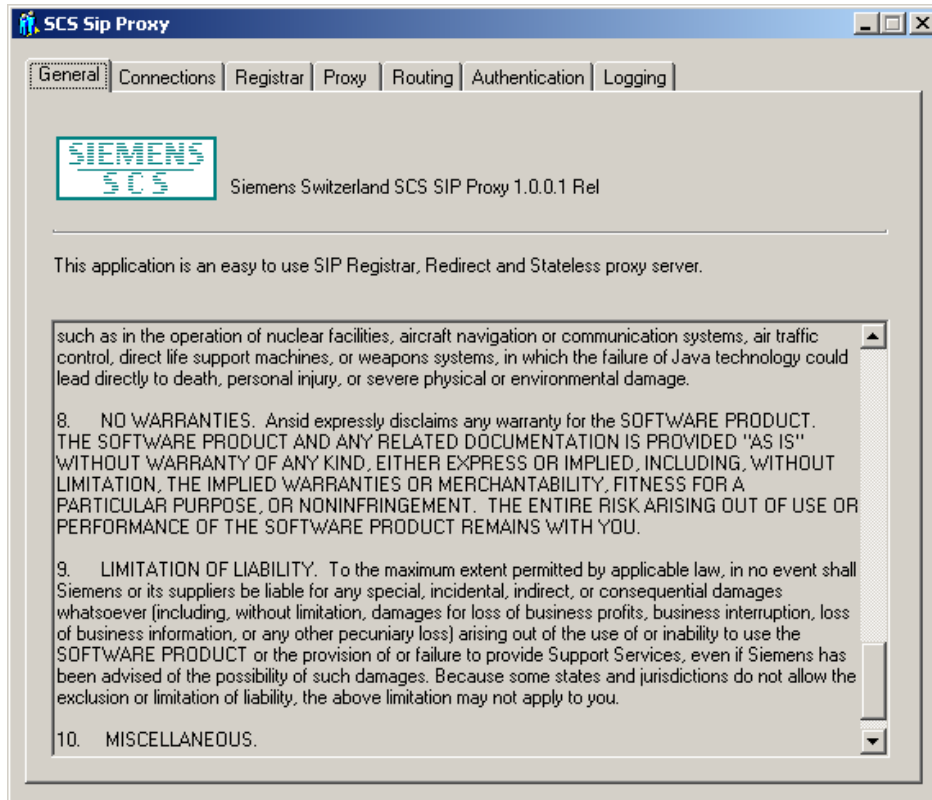 SCS Sip Proxy
General Connections Registrar Proxy Routing Authentication Logging
SIEMENS
SCS
Siemens Switzerland SCS SIP Proxy 1.0.0.1 Rel
This application is an easy to use SIP Registrar, Redirect and Stateless proxy server.
such as in the operation of nuclear facilities, aircraft navigation or communication systems, air traffic
control, direct life support machines, or weapons systems, in which the failure of Java technology could
lead directly to death, personal injury, or severe physical or environmental damage.
8. NO WARRANTIES. Ansid expressly disclaims any warranty for the SOFTWARE PRODUCT.
THE SOFTWARE PRODUCT AND ANY RELATED DOCUMENTATION IS PROVIDED "AS IS"
WITHOUT WARRANTY OF ANY KIND, EITHER EXPRESS OR IMPLIED, INCLUDING, WITHOUT
LIMITATION, THE IMPLIED WARRANTIES OR MERCHANTABILITY, FITNESS FOR A
PARTICULAR PURPOSE, OR NONINFRINGEMENT. THE ENTIRE RISK ARISING OUT OF USE OR
PERFORMANCE OF THE SOFTWARE PRODUCT REMAINS WITH YOU.
9. LIMITATION OF LIABILITY. To the maximum extent permitted by applicable law, in no event shall
Siemens or its suppliers be liable for any special, incidental, indirect, or consequential damages
whatsoever (including, without limitation, damages for loss of business profits, business interruption, loss
of business information, or any other pecuniary loss) arising out of the use of or inability to use the
SOFTWARE PRODUCT or the provision of or failure to provide Support Services, even if Siemens has
been advised of the possibility of such damages. Because some states and jurisdictions do not allow the
exclusion or limitation of liability, the above limitation may not apply to you.
10. MISCELLANEOUS.